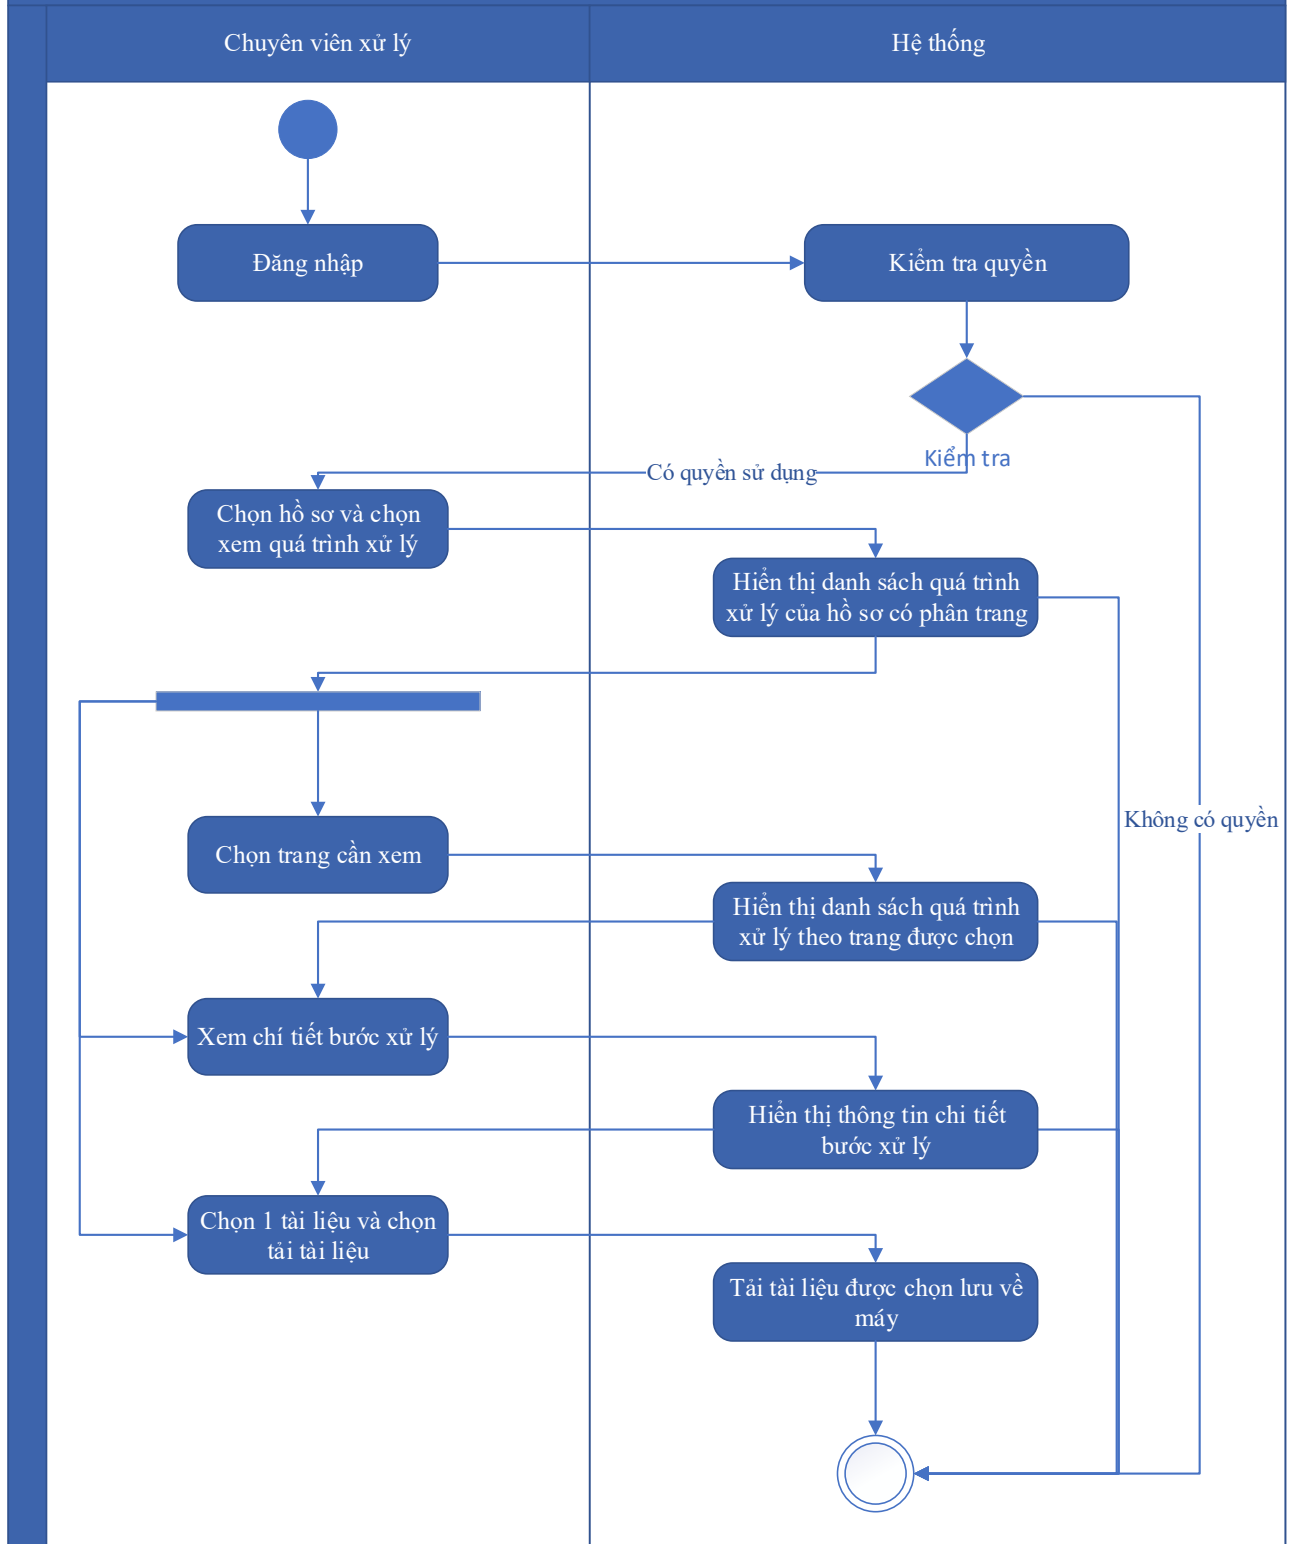 Chuyên viên xử lý
Hệ thống
Đăng nhập
Kiểm tra quyền
Kiểm tra
Có quyền sử dụng
Chọn hồ sơ và chọn
xem quá trình xử lý
Hiển thị danh sách quá trình
xử lý của hồ sơ có phân trang
Không có quyền
Chọn trang cần xem
Hiển thị danh sách quá trình
xử lý theo trang được chọn
Xem chí tiết bước xử lý
Hiển thị thông tin chi tiết
bước xử lý
Chọn 1 tài liệu và chọn
tải tài liệu
Tải tài liệu được chọn lưu về
máy